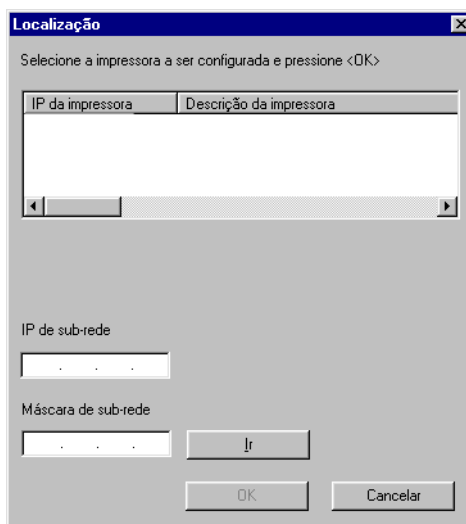 Localização
Selecione a impressora a ser configurada e pressione <OK>
IP da impressora Descrição da impressora
IP de sub-rede
. . .
Máscara de sub-rede
. . . Ir
OK Cancelar